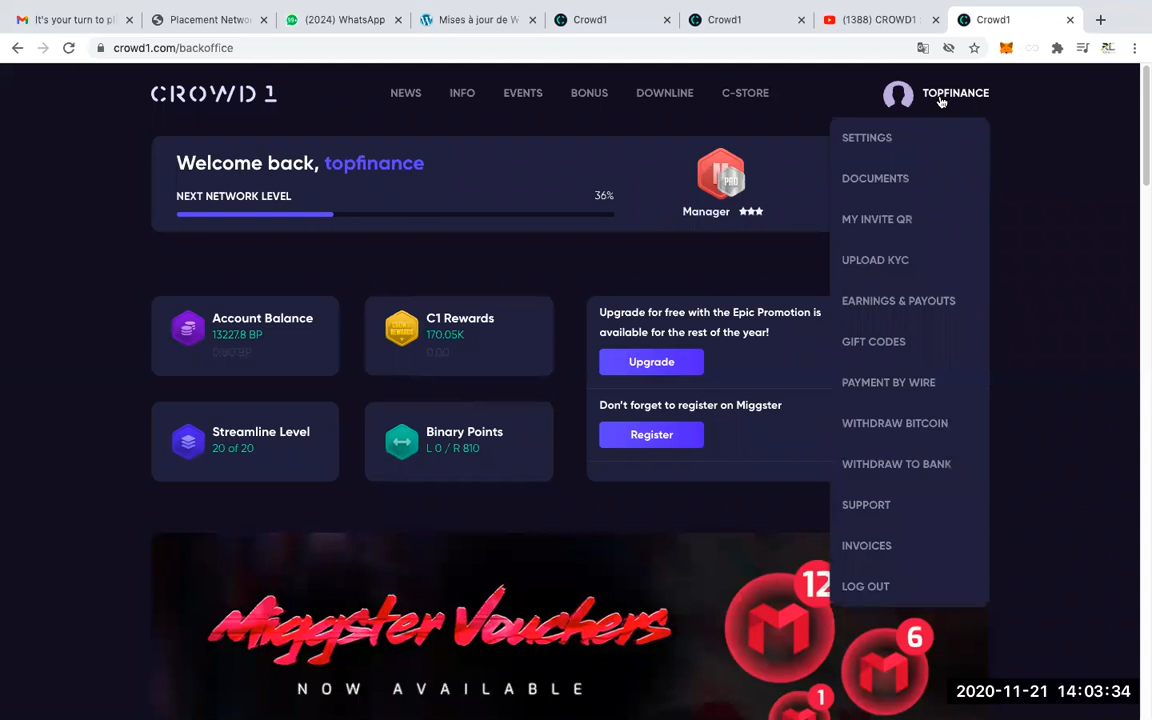 It's your turn to pl
Placement Netwo
(2024) WhatsApp
Mises à jour de W
Crowd1
Crowd1
(1388) CROWD1
Crowd1
crowd1.com/backoffice
CROWD 1
NEWS
INFO
EVENTS
BONUS
DOWNLINE
C-STORE
TOPFINANCE
Welcome back, topfinance
NEXT NETWORK LEVEL
36%
PRO
Manager
Account Balance
13227.8 BP
C1 Rewards
170.05K
Streamline Level
20 of 20
Binary Points
L 0 / R 810
Upgrade for free with the Epic Promotion is
available for the rest of the year!
Upgrade
Don't forget to register on Miggster
Register
SETTINGS
DOCUMENTS
MY INVITE QR
UPLOAD KYC
EARNINGS & PAYOUTS
GIFT CODES
PAYMENT BY WIRE
WITHDRAW BITCOIN
WITHDRAW TO BANK
SUPPORT
INVOICES
LOG OUT
Miggster Vouchers
NOW AVAILABLE
12
6
1
2020-11-21 14:03:34